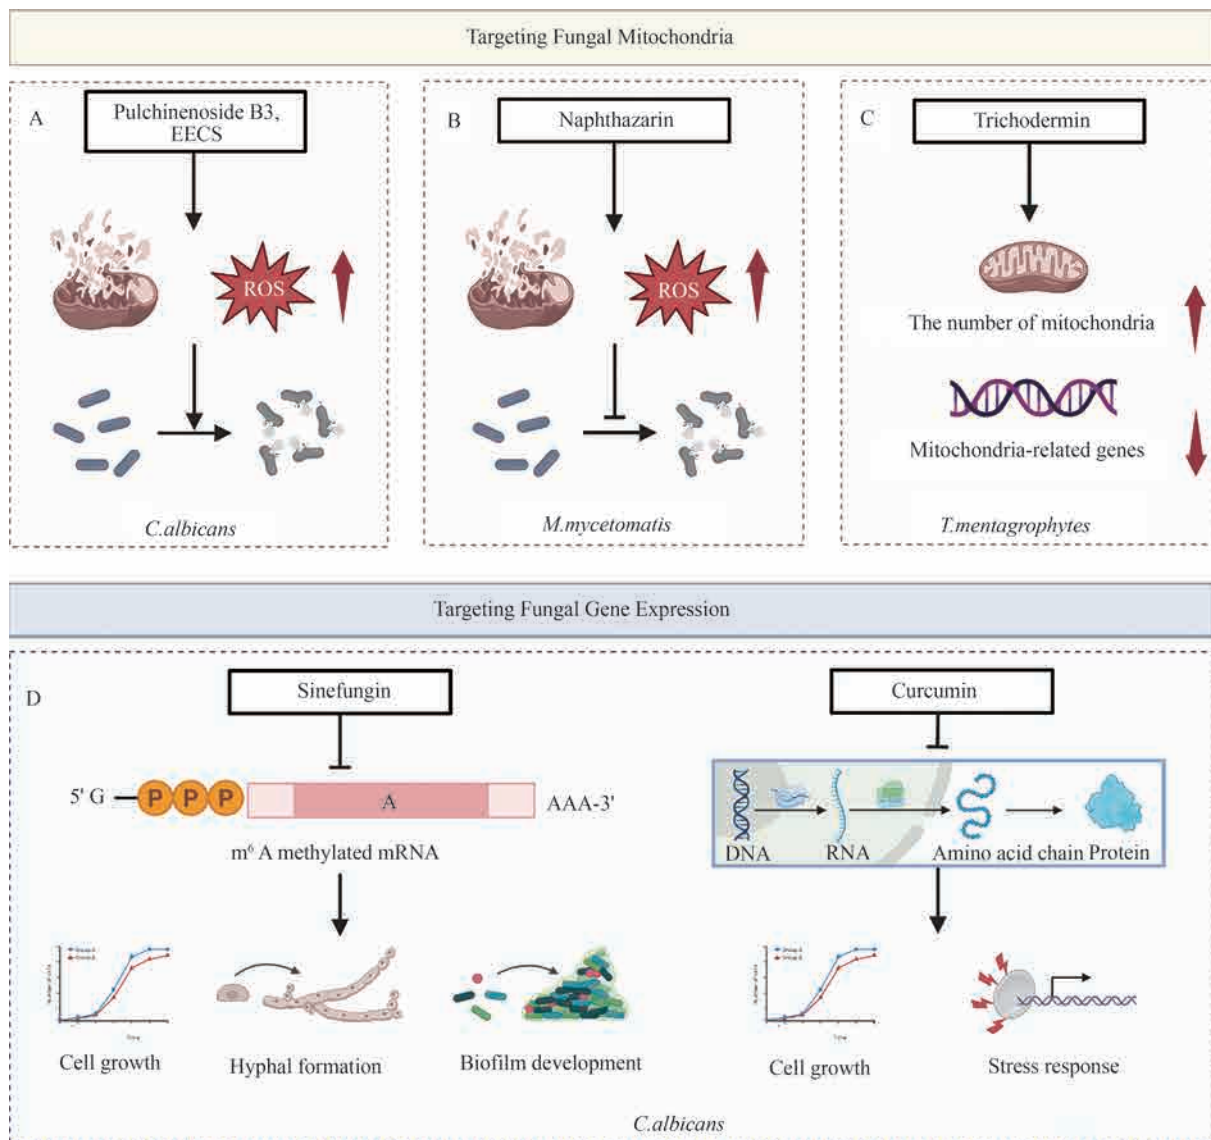 Targeting Fungal Mitochondria
A
Pulchinenoside B3,
EECS
ROS
C.albicans
B
Naphthazarin
ROS
M.mycetomatis
C
Trichodermin
The number of mitochondria
Mitochondria-related genes
T.mentagrophytes
Targeting Fungal Gene Expression
D
Sinefungin
5' G P P P A AAA-3'
m⁶ A methylated mRNA
Cell growth
Hyphal formation
Biofilm development
Curcumin
DNA RNA Amino acid chain Protein
Cell growth
Stress response
C.albicans